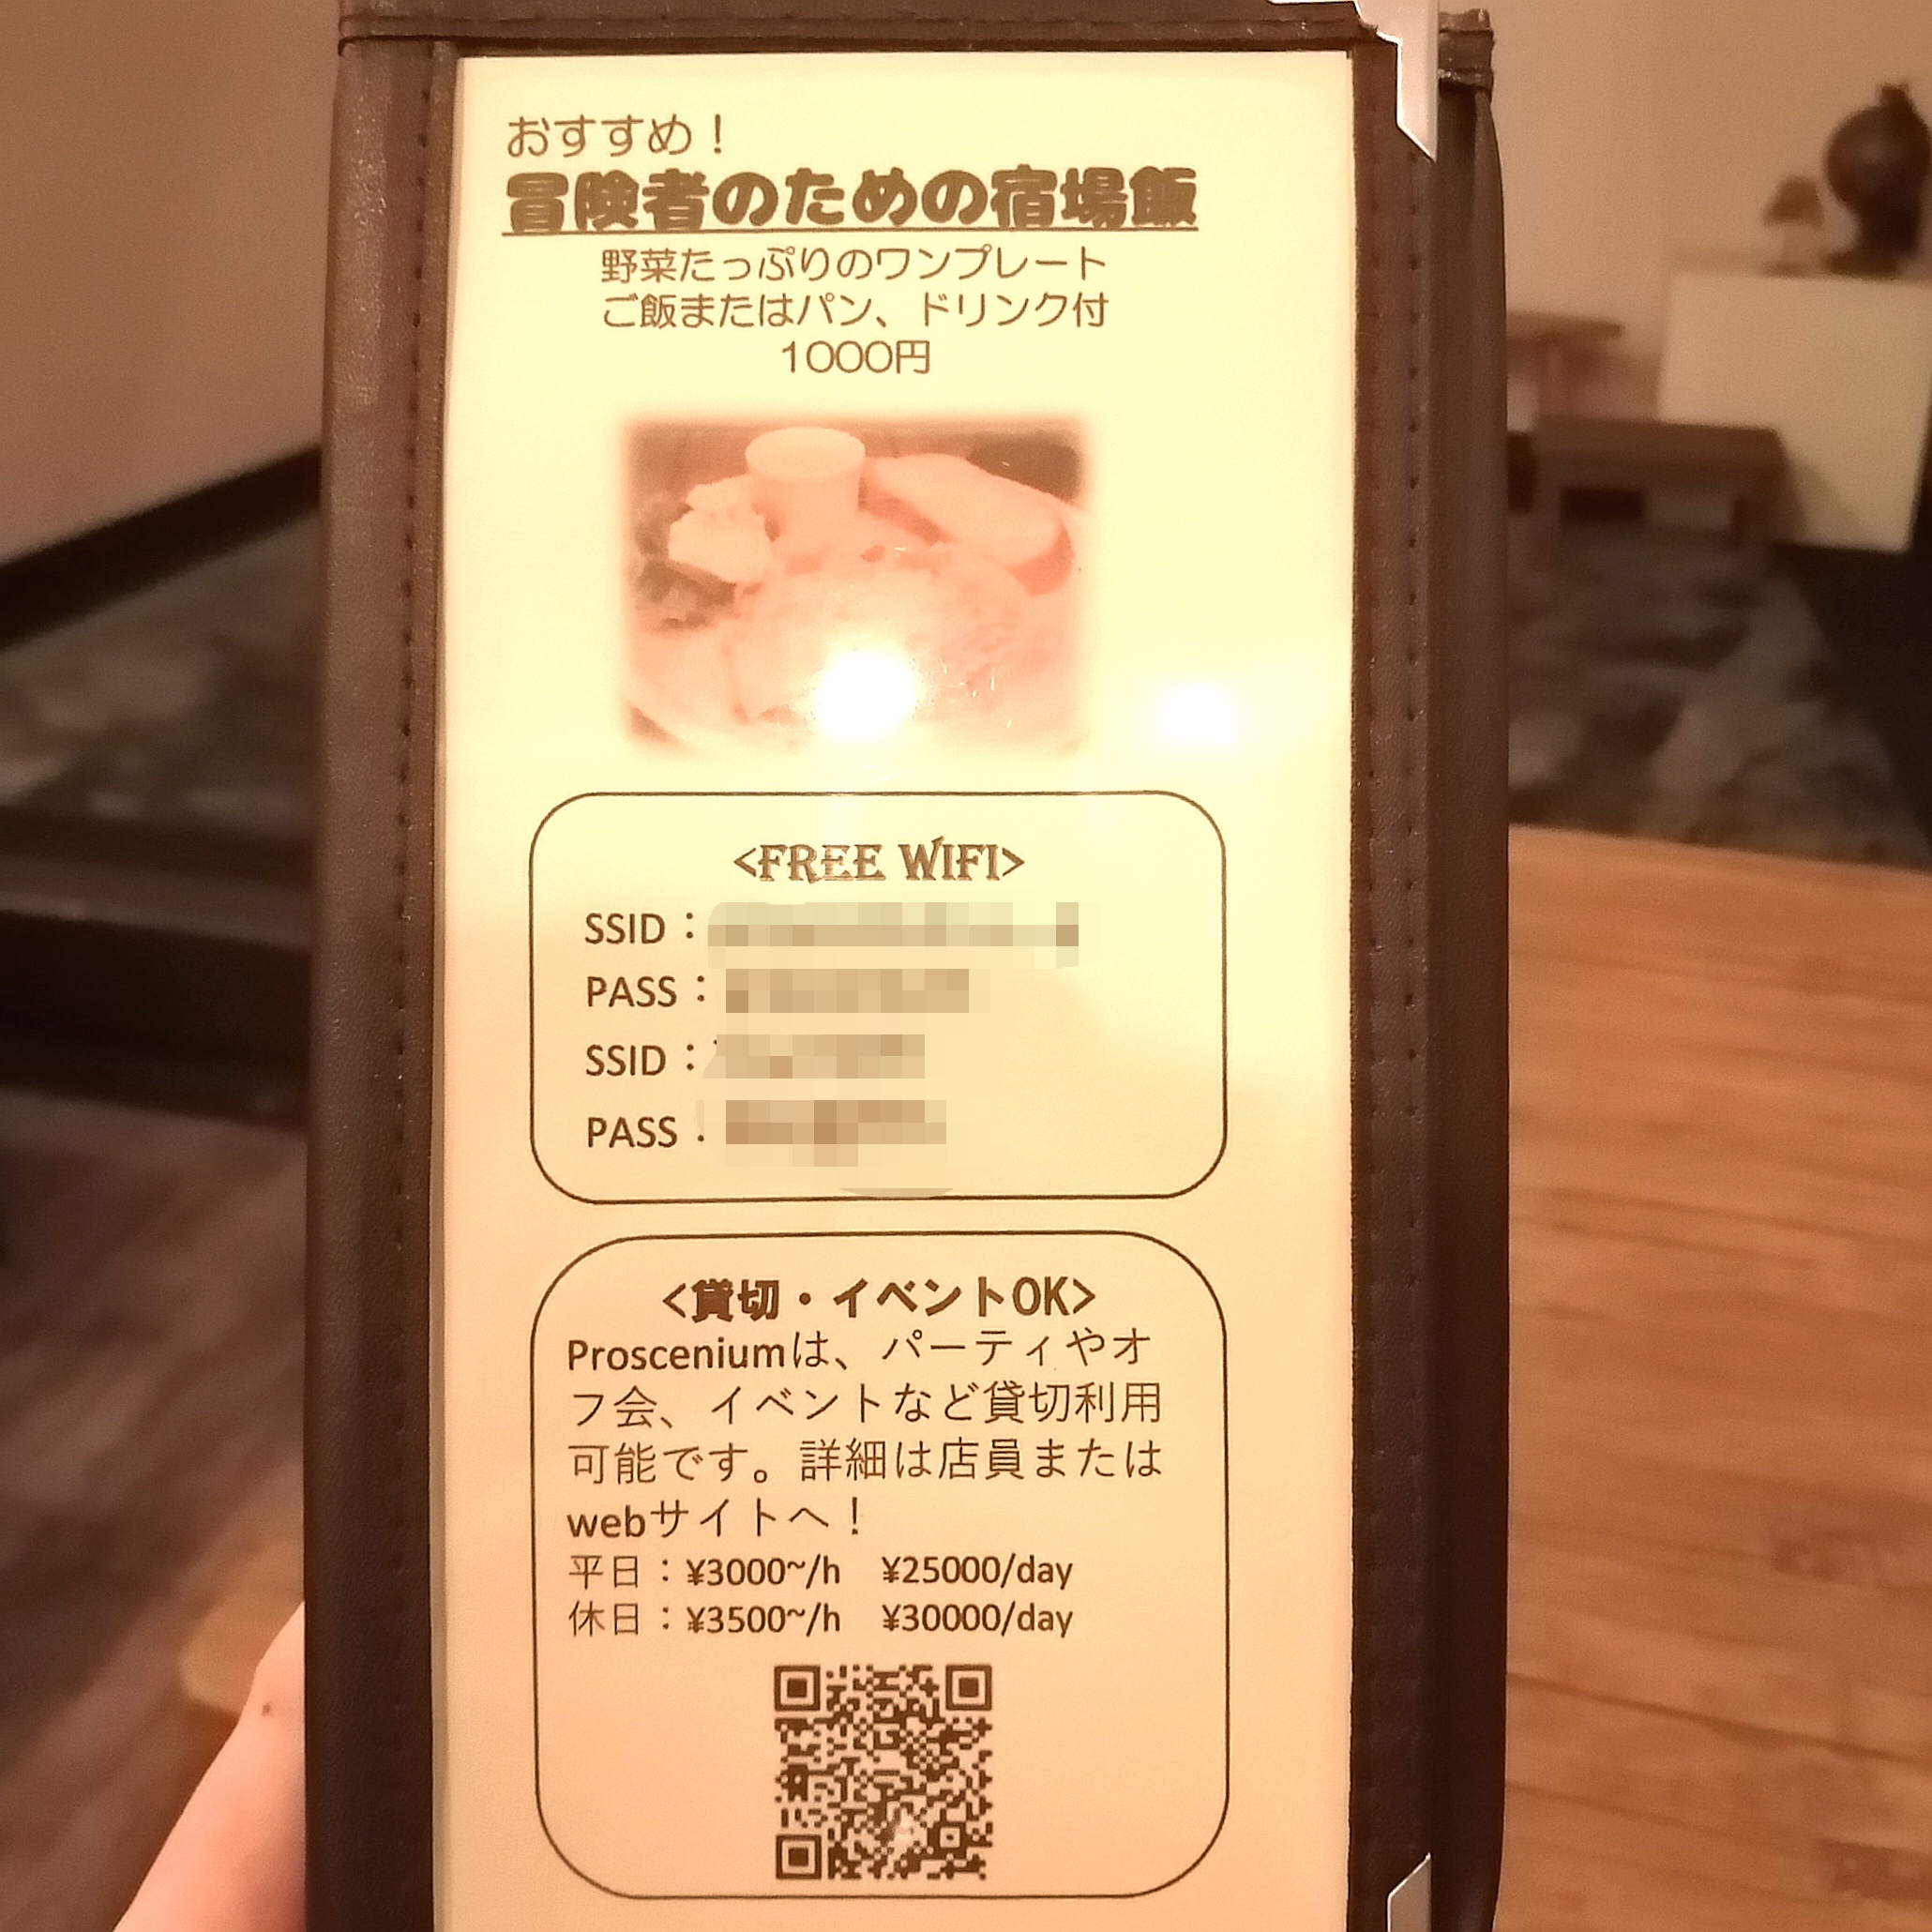 おすすめ！
冒険者のための宿場飯
野菜たっぷりのワンプレート
ご飯またはパン、ドリンク付
1000円
<FREE WIFI>
SSID：
PASS：
SSID：
PASS：
<貸切・イベントOK>
Prosceniumは、パーティやオ
フ会、イベントなど貸切利用
可能です。詳細は店員または
webサイトへ！
平日：¥3000~/h ¥25000/day
休日：¥3500~/h ¥30000/day